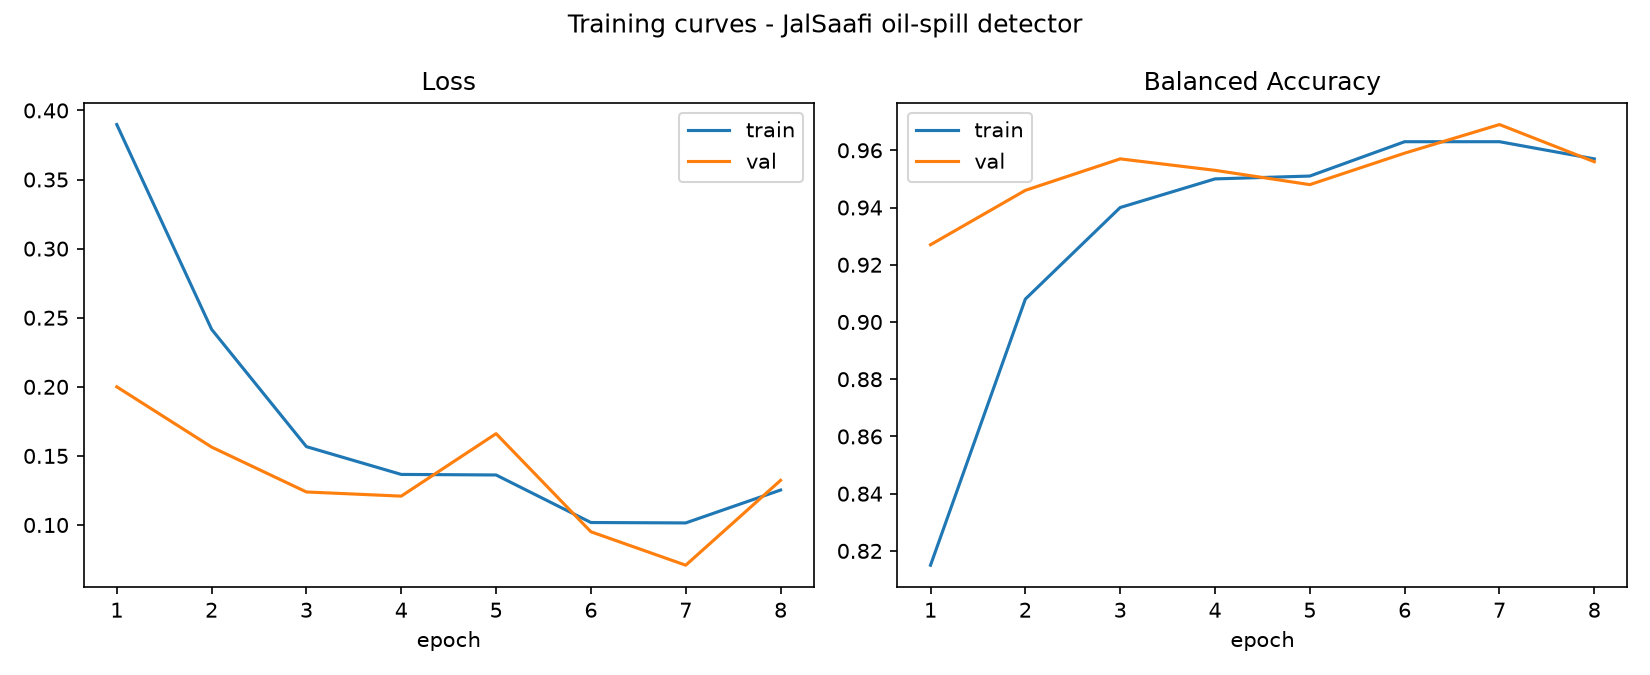 Training curves - JalSaafi oil-spill detector
Loss
0.40
0.35
0.30
0.25
0.20
0.15
0.10
train
val
1 2 3 4 5 6 7 8
epoch
Balanced Accuracy
0.96
0.94
0.92
0.90
0.88
0.86
0.84
0.82
train
val
1 2 3 4 5 6 7 8
epoch